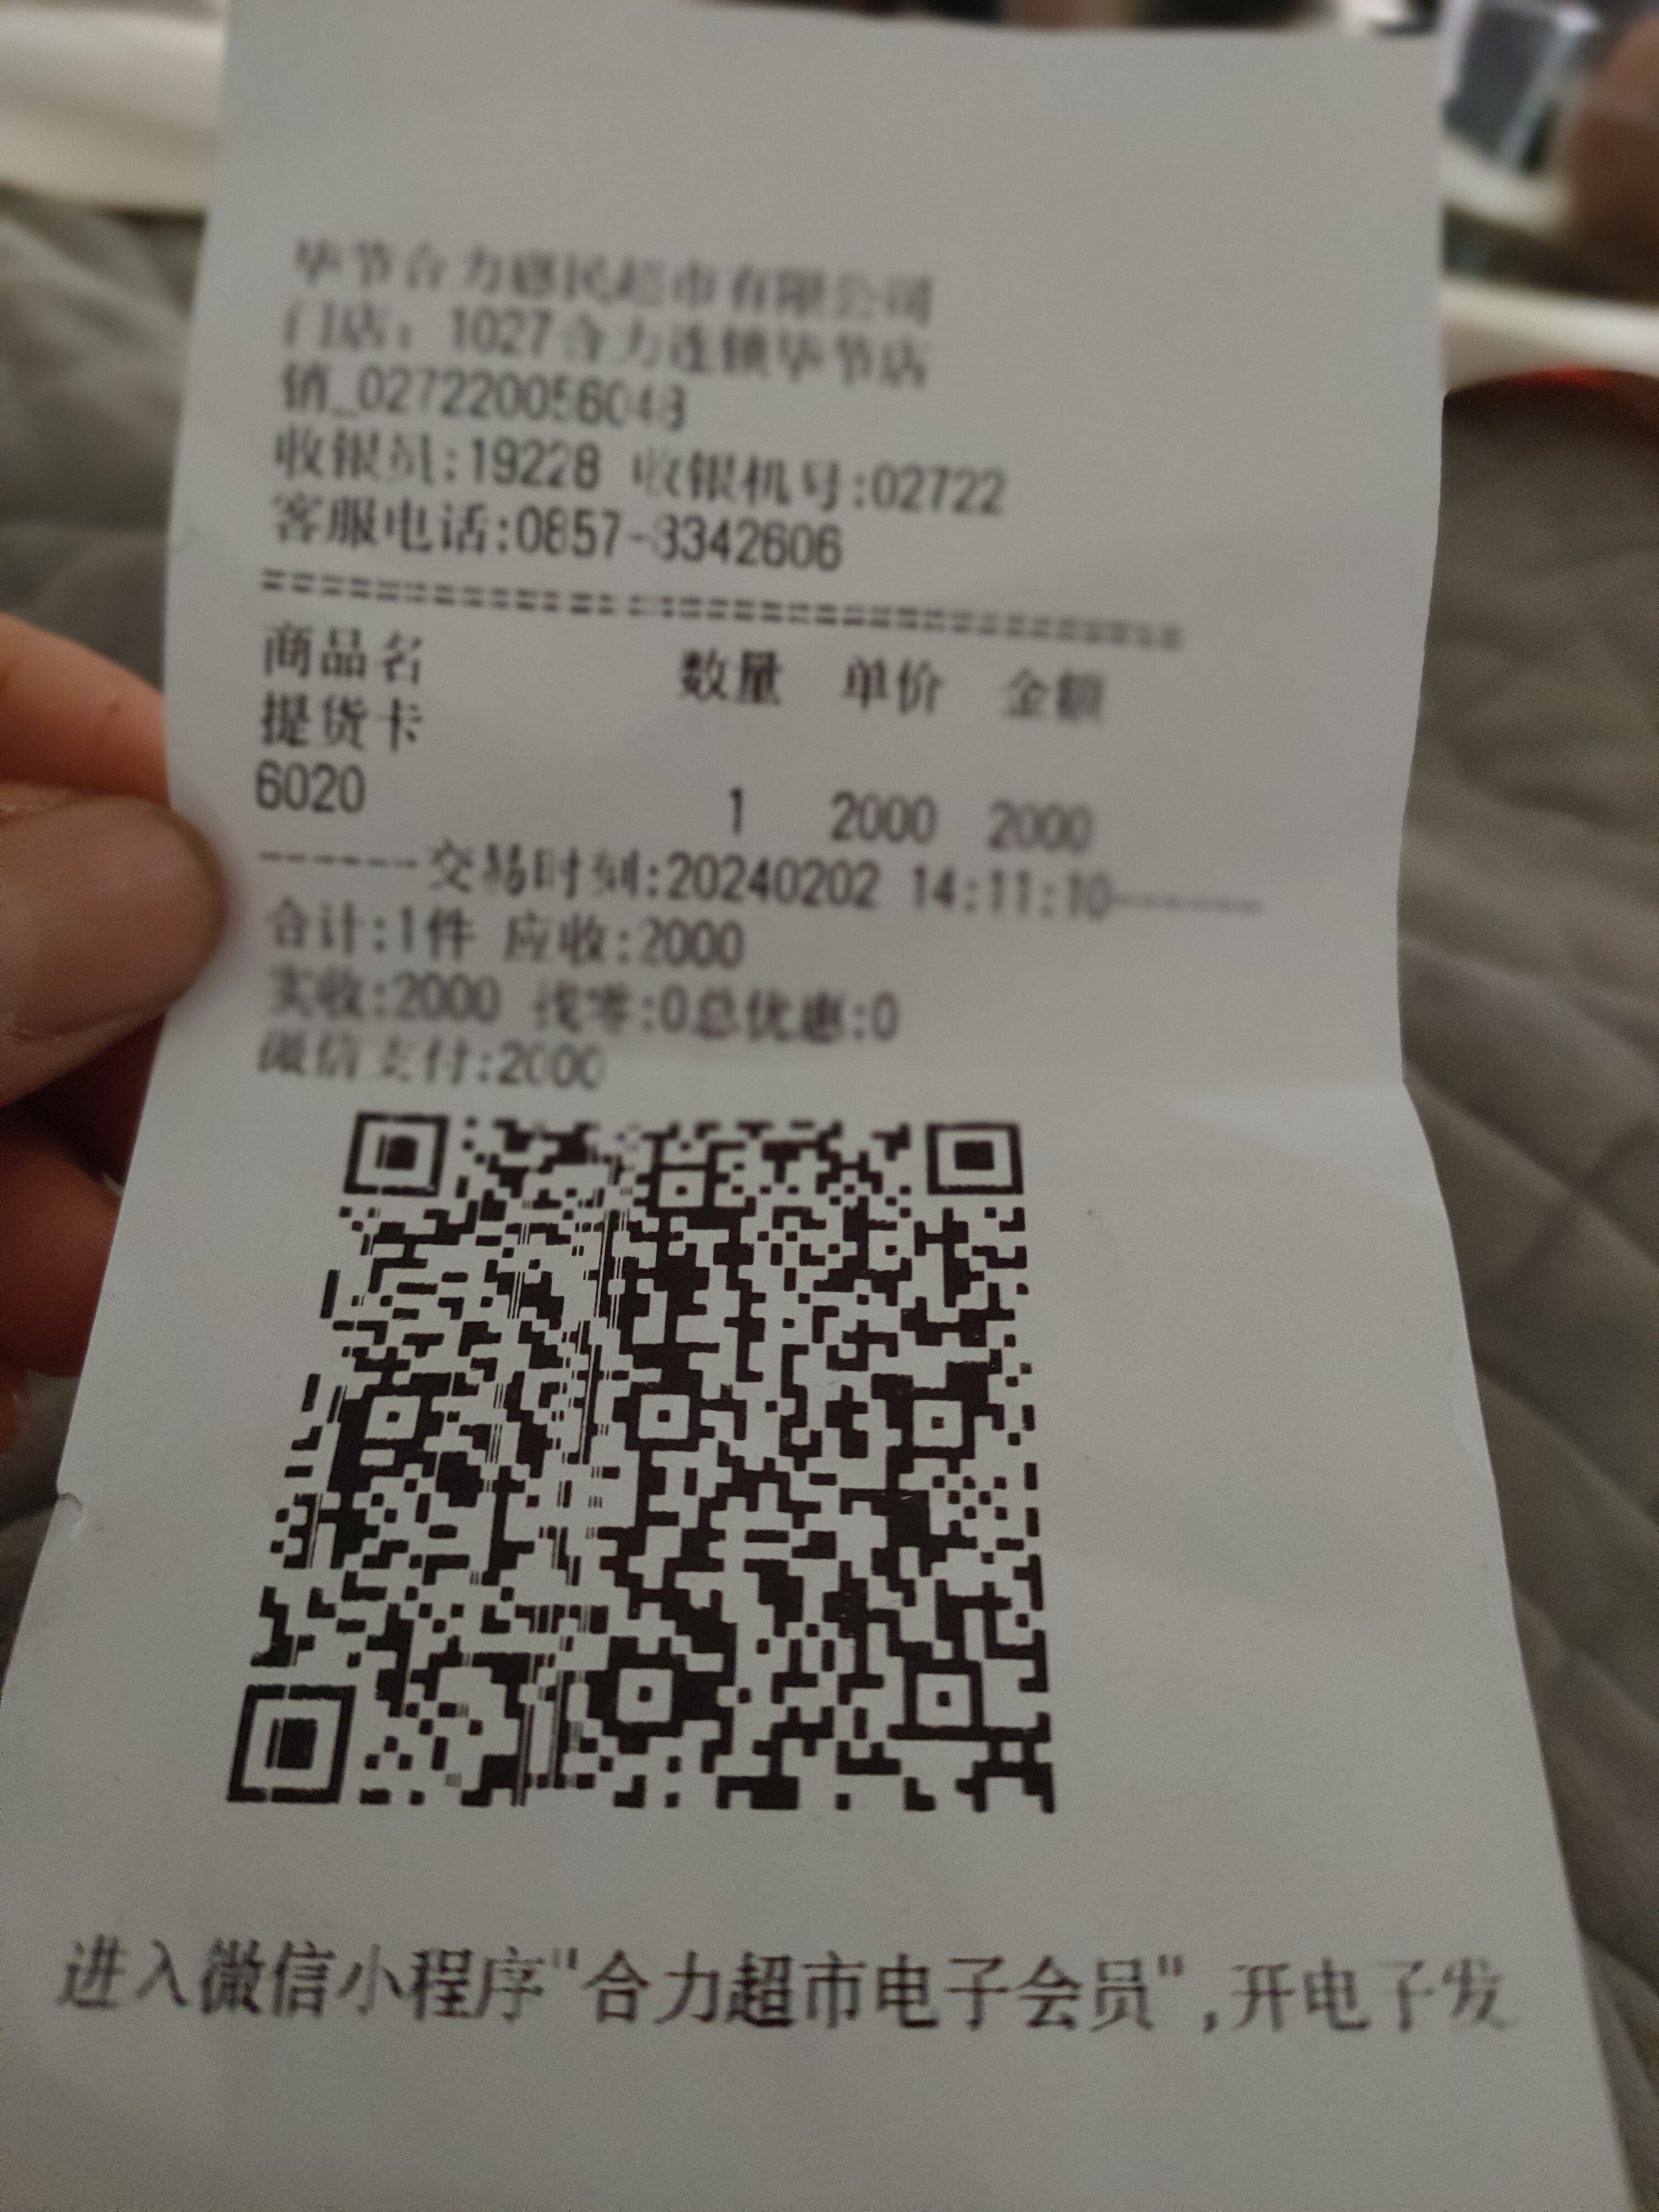 毕节合力惠民超市有限公司
门店：1027合力连锁毕节店
销_027220056048
收银员:19228 收银机号:02722
客服电话:0857-8342606
==================================
商品名 数量 单价 金额
提货卡
6020 1 2000 2000
------交易时刻:20240202 14:11:10------
合计:1件 应收:2000
实收:2000 找零:0总优惠:0
微信支付:2000
进入微信小程序"合力超市电子会员",开电子发